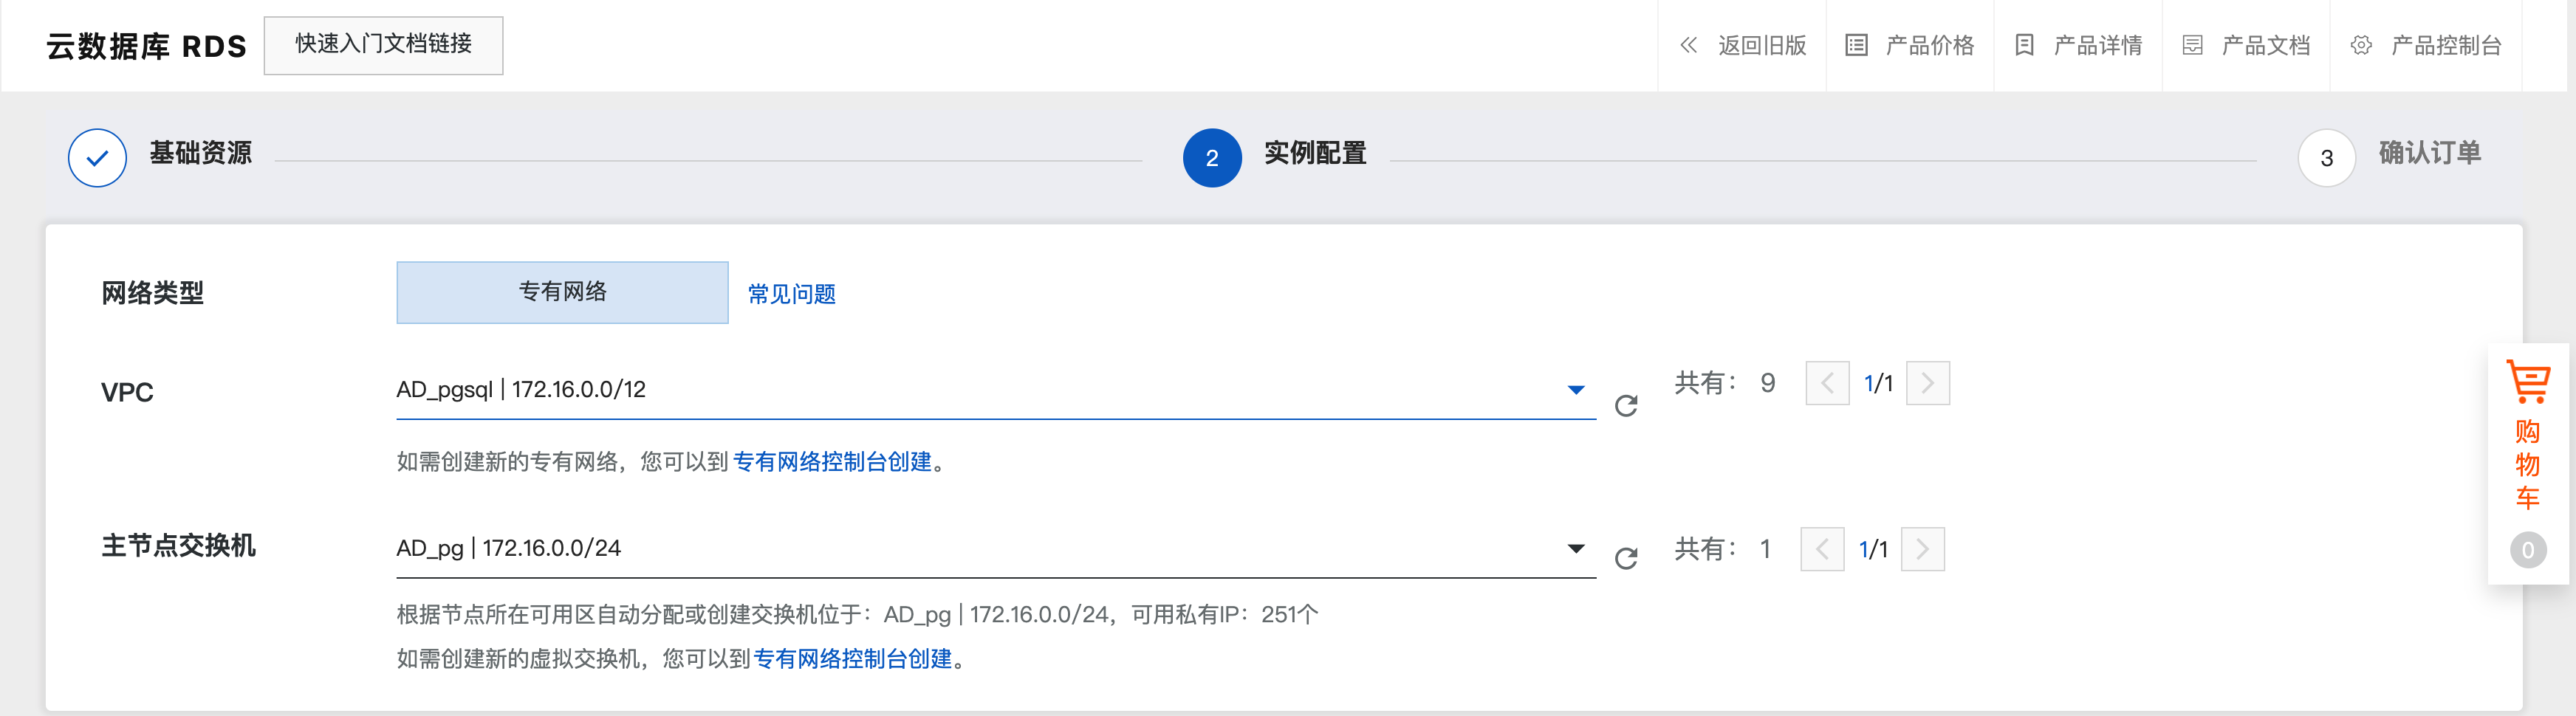 云数据库 RDS 快速入门文档链接 返回旧版 产品价格 产品详情 产品文档 产品控制台
基础资源 2 实例配置 3 确认订单
网络类型 专有网络 常见问题
VPC AD_pgsql | 172.16.0.0/12 共有： 9 1/1
如需创建新的专有网络，您可以到专有网络控制台创建。
主节点交换机 AD_pg | 172.16.0.0/24 共有： 1 1/1
根据节点所在可用区自动分配或创建交换机位于：AD_pg | 172.16.0.0/24，可用私有IP：251个
如需创建新的虚拟交换机，您可以到专有网络控制台创建。
购
物
车
0